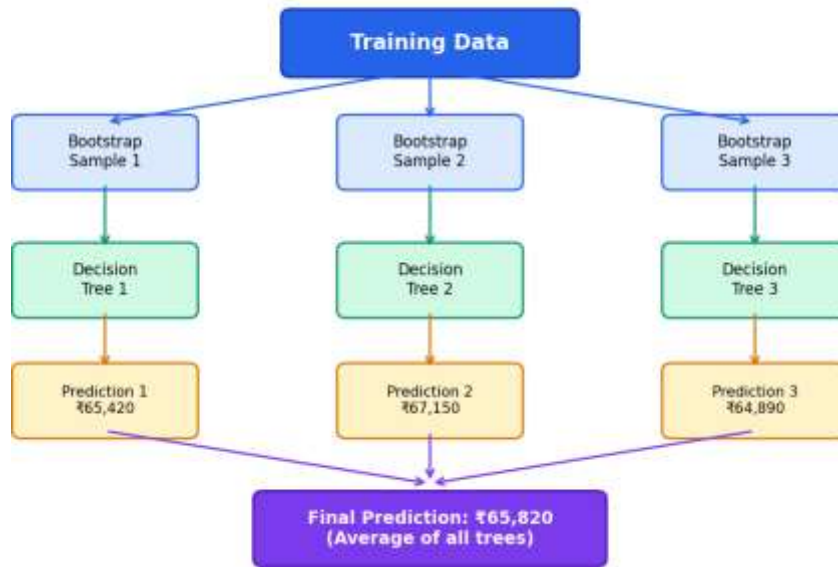 Training Data
Bootstrap
Sample 1
Bootstrap
Sample 2
Bootstrap
Sample 3
Decision
Tree 1
Decision
Tree 2
Decision
Tree 3
Prediction 1
₹65,420
Prediction 2
₹67,150
Prediction 3
₹64,890
Final Prediction: ₹65,820
(Average of all trees)